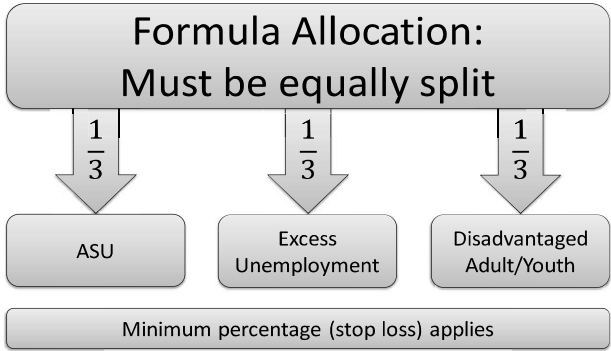 Formula Allocation:
Must be equally split
1/3
1/3
1/3
ASU
Excess
Unemployment
Disadvantaged
Adult/Youth
Minimum percentage (stop loss) applies